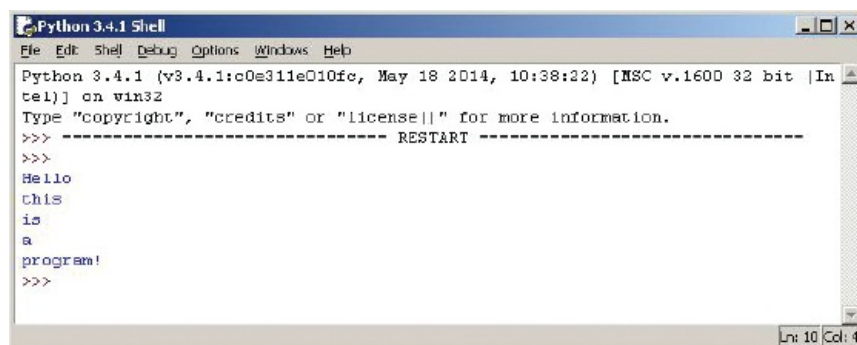 Python 3.4.1 Shell
File Edit Shell Debug Options Windows Help
Python 3.4.1 (v3.4.1:c0e311e010fc, May 18 2014, 10:38:22) [MSC v.1600 32 bit (In
tel)] on win32
Type "copyright", "credits" or "license()" for more information.
>>> ================================ RESTART ================================
>>>
Hello
this
is
a
program!
>>>
Ln: 10 Col: 4